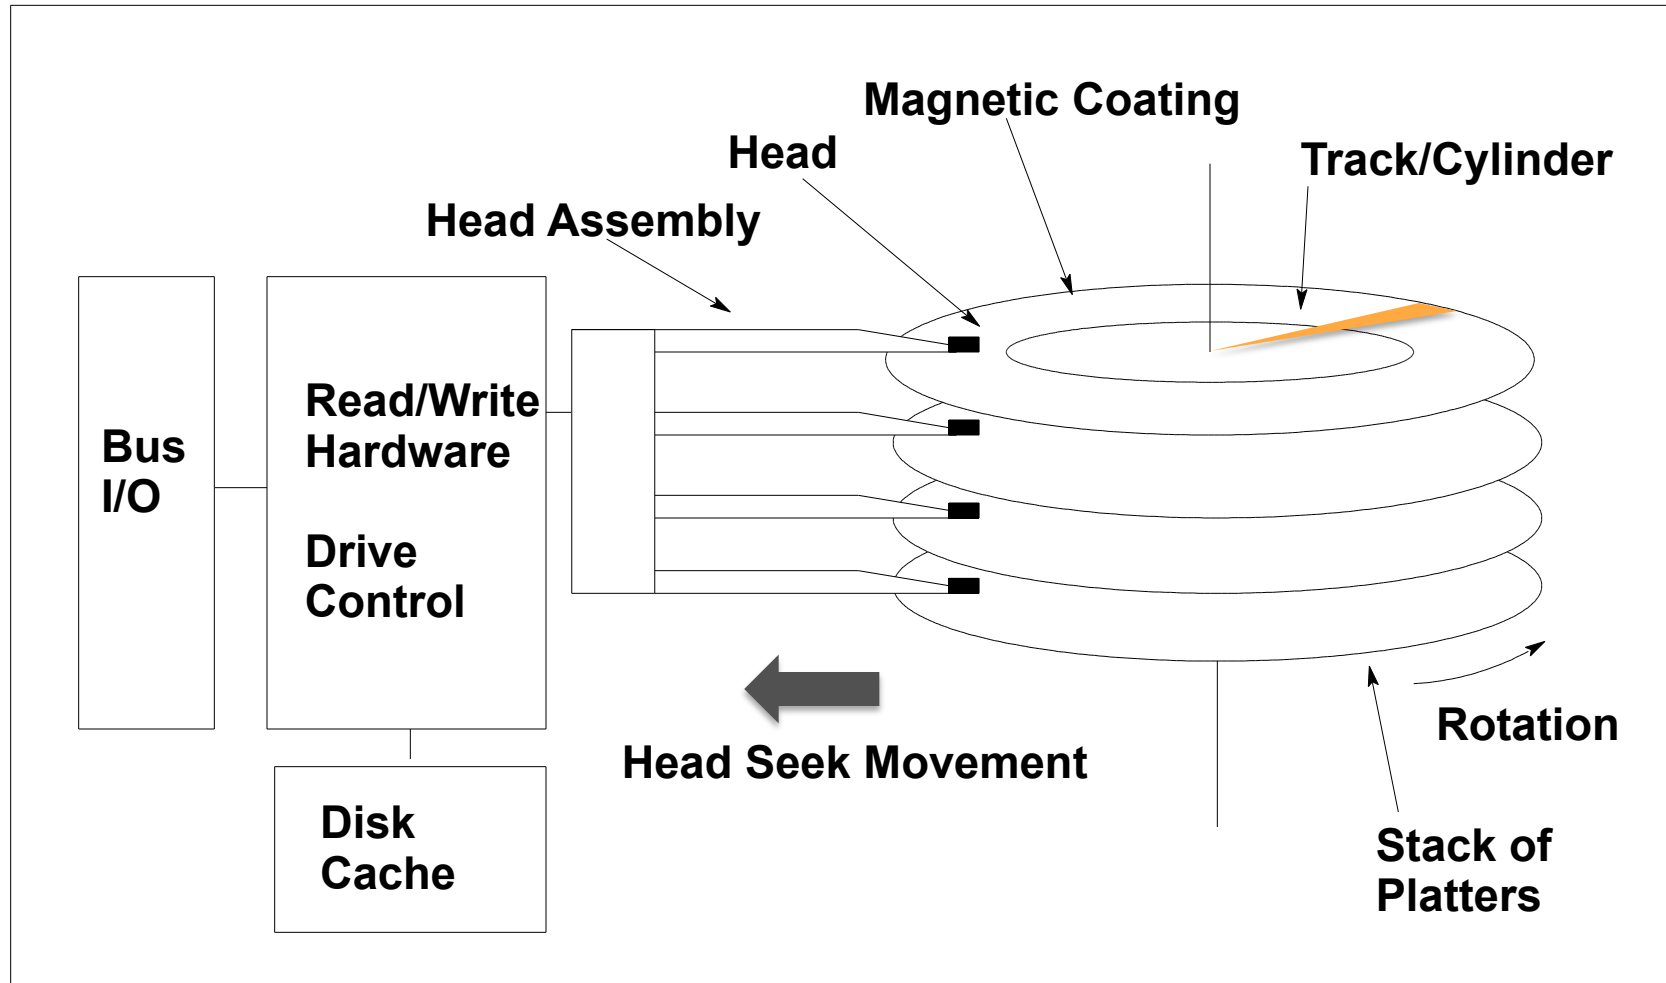 Magnetic Coating
Head
Track/Cylinder
Head Assembly
Bus
I/O
Read/Write
Hardware
Drive
Control
Head Seek Movement
Rotation
Disk
Cache
Stack of
Platters